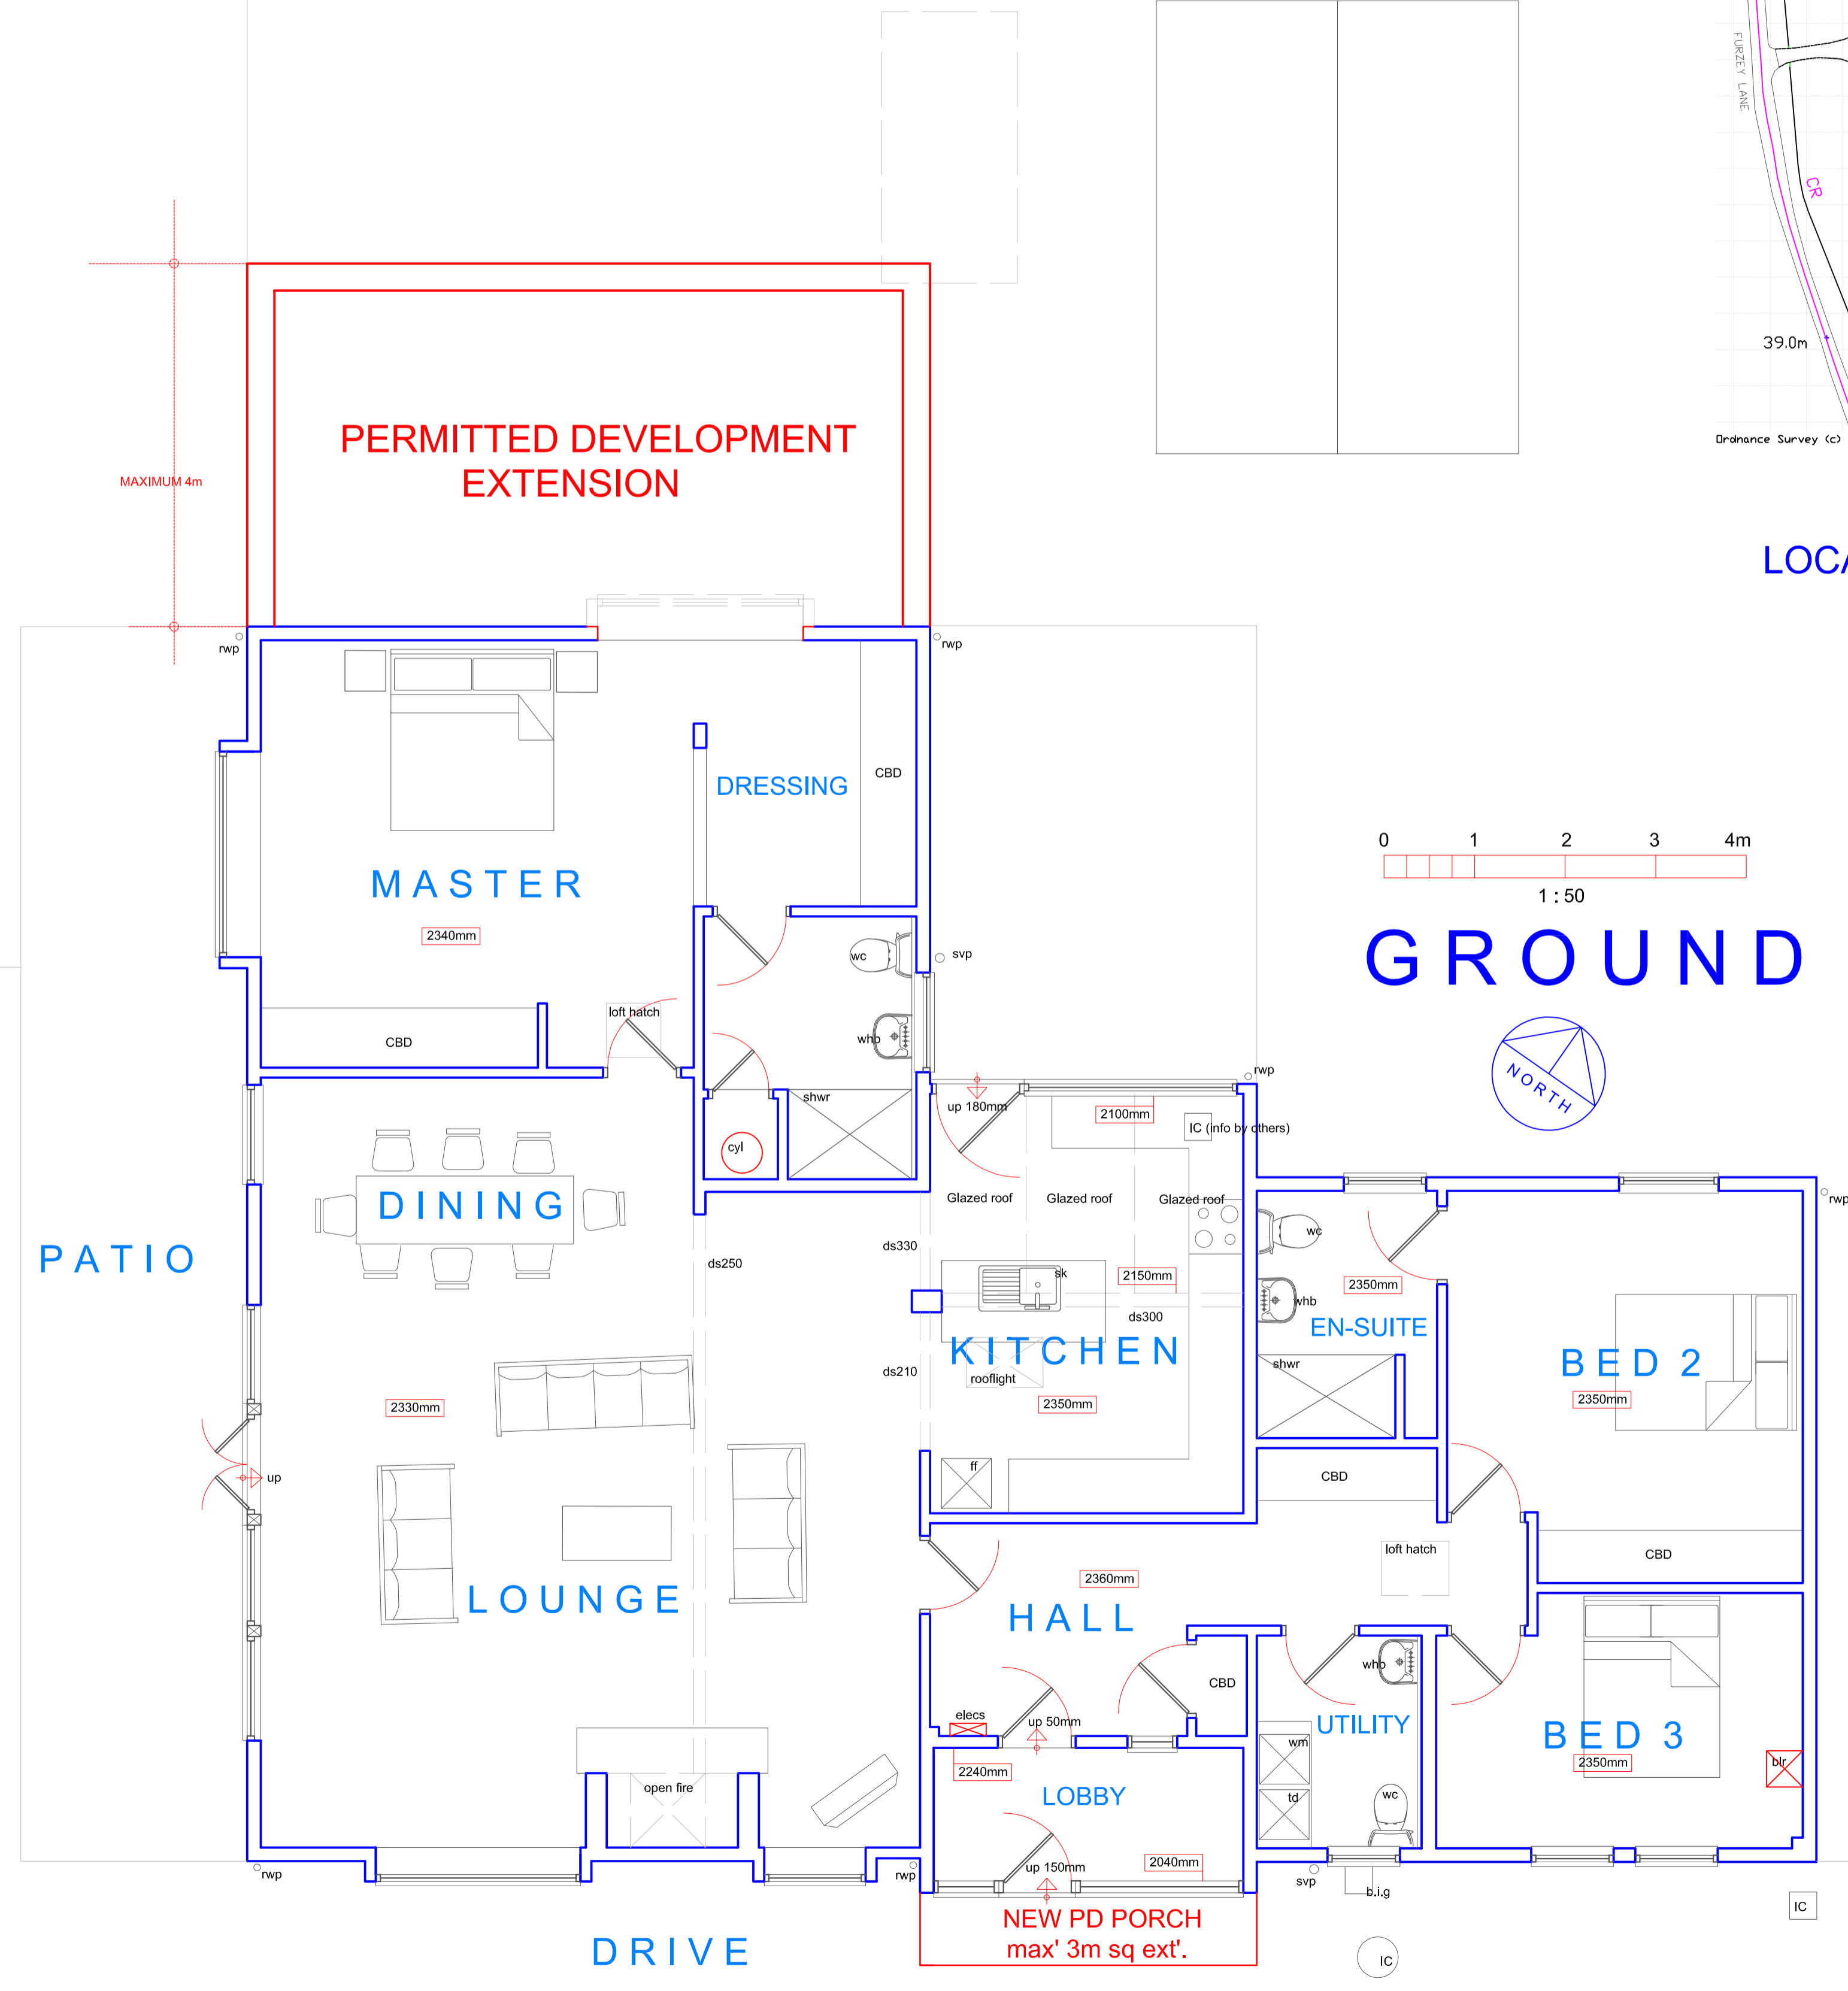 FURZEY LANE
CR
39.0m
Ordnance Survey (c)
LOCA
MAXIMUM 4m
PERMITTED DEVELOPMENT
EXTENSION
rwp
rwp
DRESSING
CBD
MASTER
2340mm
wc
svp
loft hatch
whb
CBD
0 1 2 3 4m
1 : 50
GROUND
NORTH
rwp
shwr
cyl
up 180mm
2100mm
IC (info by others)
PATIO
DINING
Glazed roof
Glazed roof
Glazed roof
rwp
ds250
ds330
sk
2150mm
ds300
wc
2350mm
whb
EN-SUITE
KITCHEN
ds210
rooflight
2350mm
shwr
BED 2
2350mm
2330mm
up
ff
CBD
CBD
loft hatch
LOUNGE
2360mm
HALL
CBD
whb
elecs
up 50mm
UTILITY
BED 3
2350mm
blr
wm
2240mm
LOBBY
open fire
td
wc
up 150mm
2040mm
rwp
rwp
svp
b.i.g
IC
NEW PD PORCH
max' 3m sq ext'.
DRIVE
IC